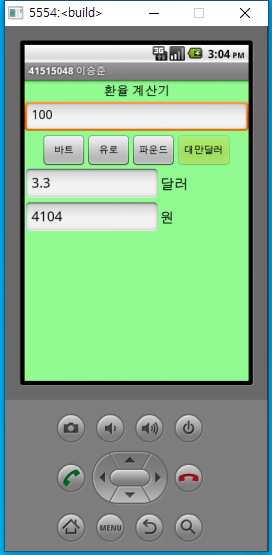 5554:<build>
3G
3:04 PM
41515048 이승준
환율 계산기
100
바트 유로 파운드 대만달러
3.3 달러
4104 원
MENU